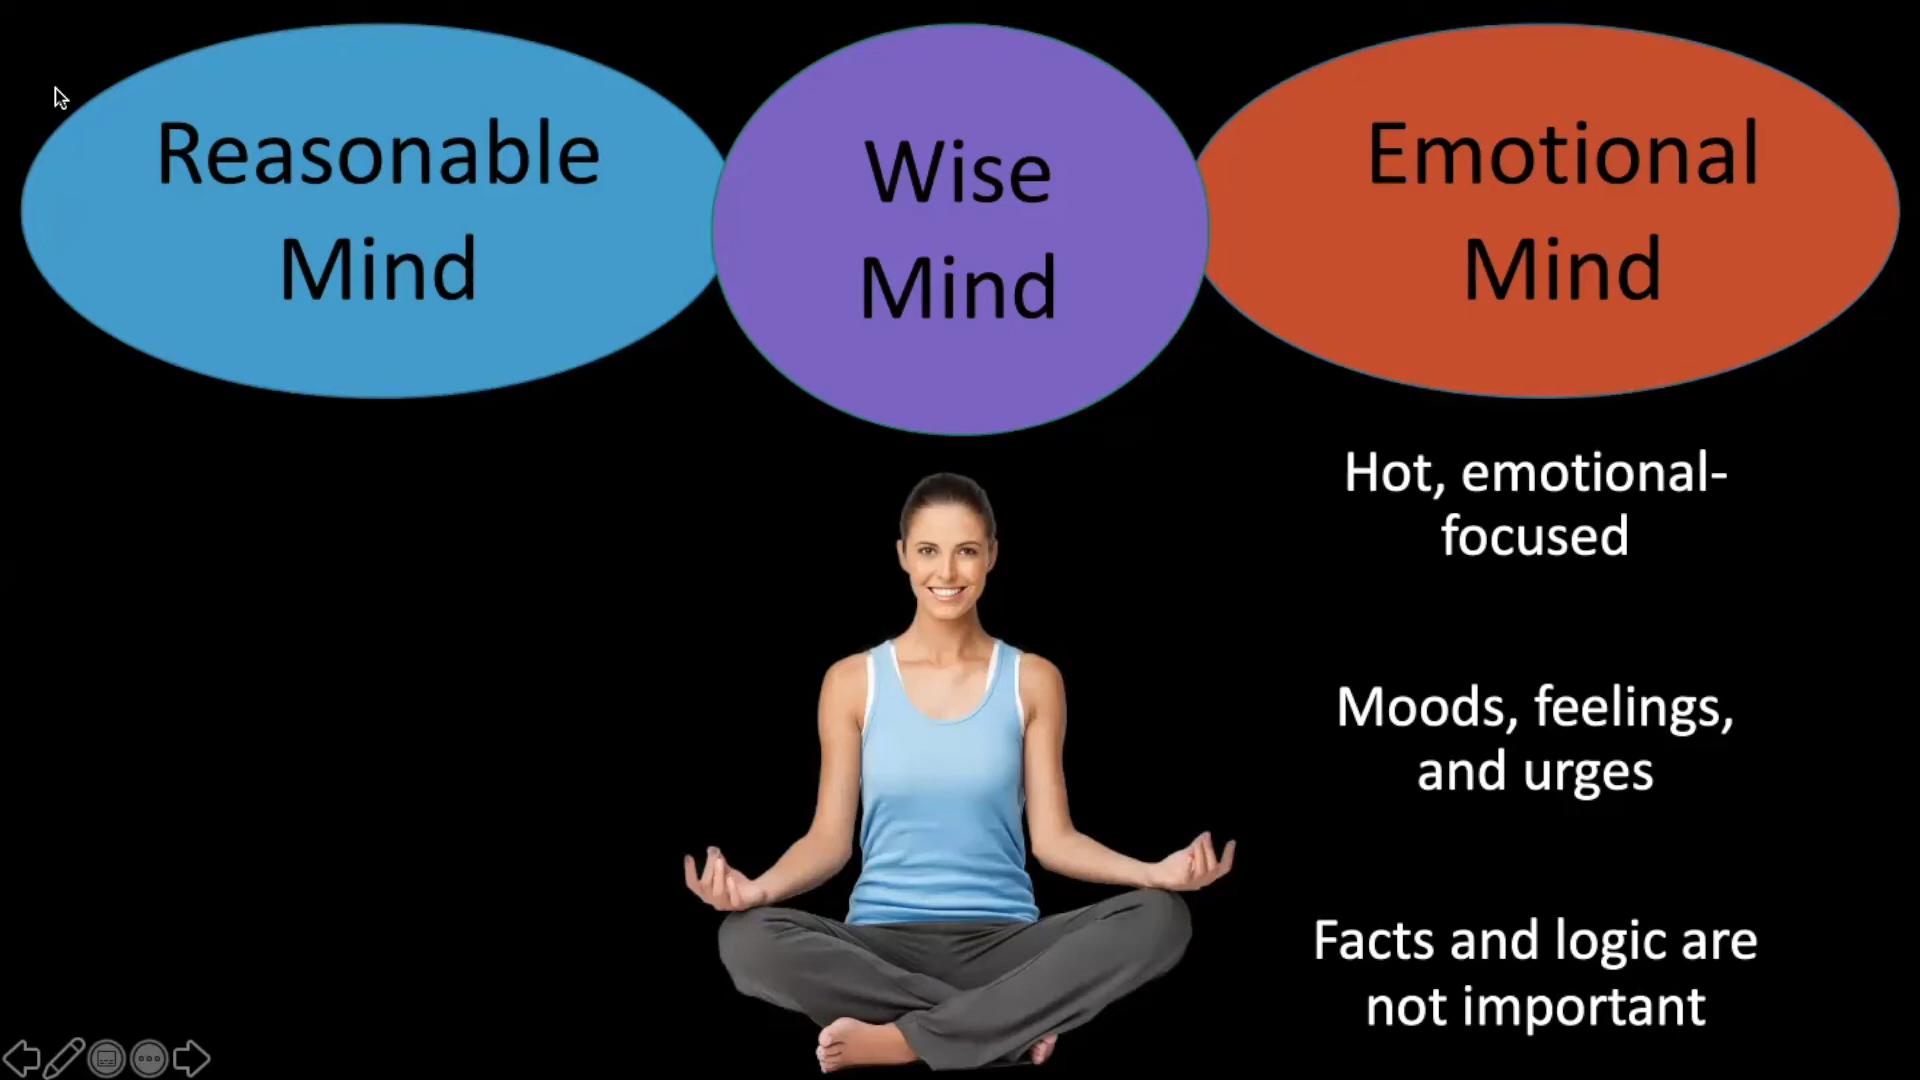 Reasonable
Mind
Wise
Mind
Emotional
Mind
Hot, emotional-
focused
Moods, feelings,
and urges
Facts and logic are
not important